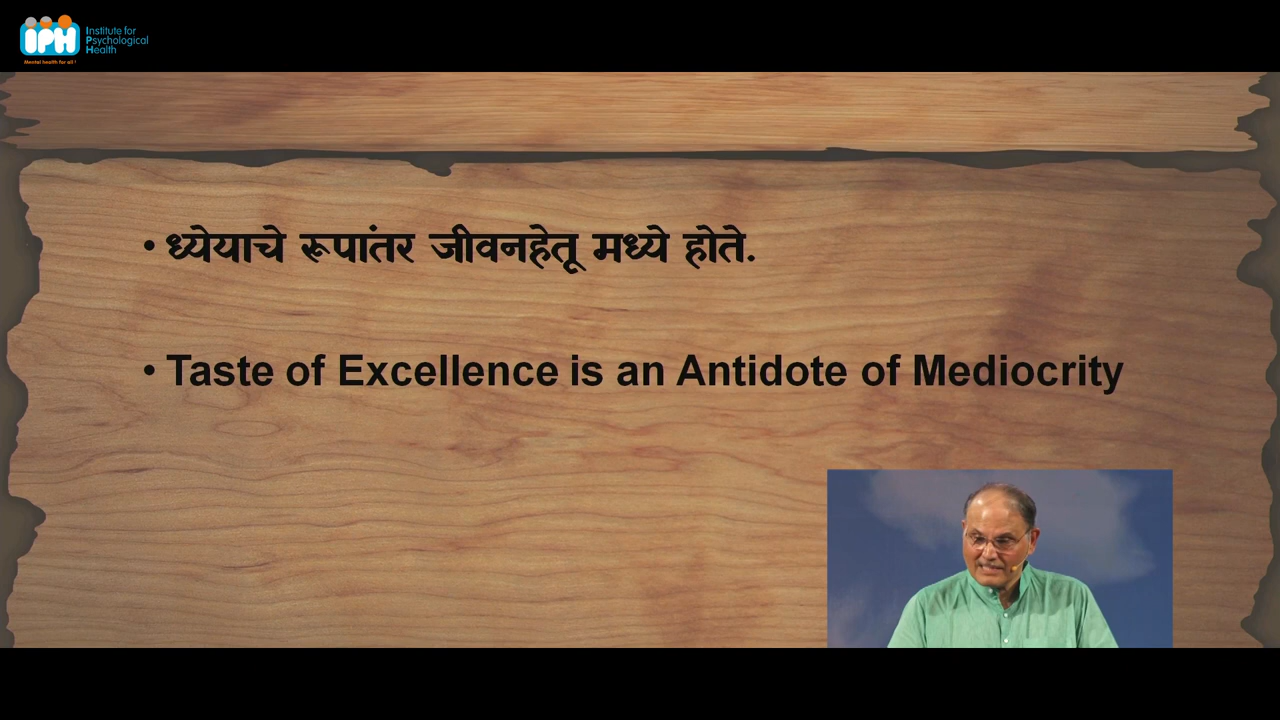 IPH
Institute for
Psychological
Health
Mental health for all !
• ध्येयाचे रूपांतर जीवनहेतू मध्ये होते.
• Taste of Excellence is an Antidote of Mediocrity